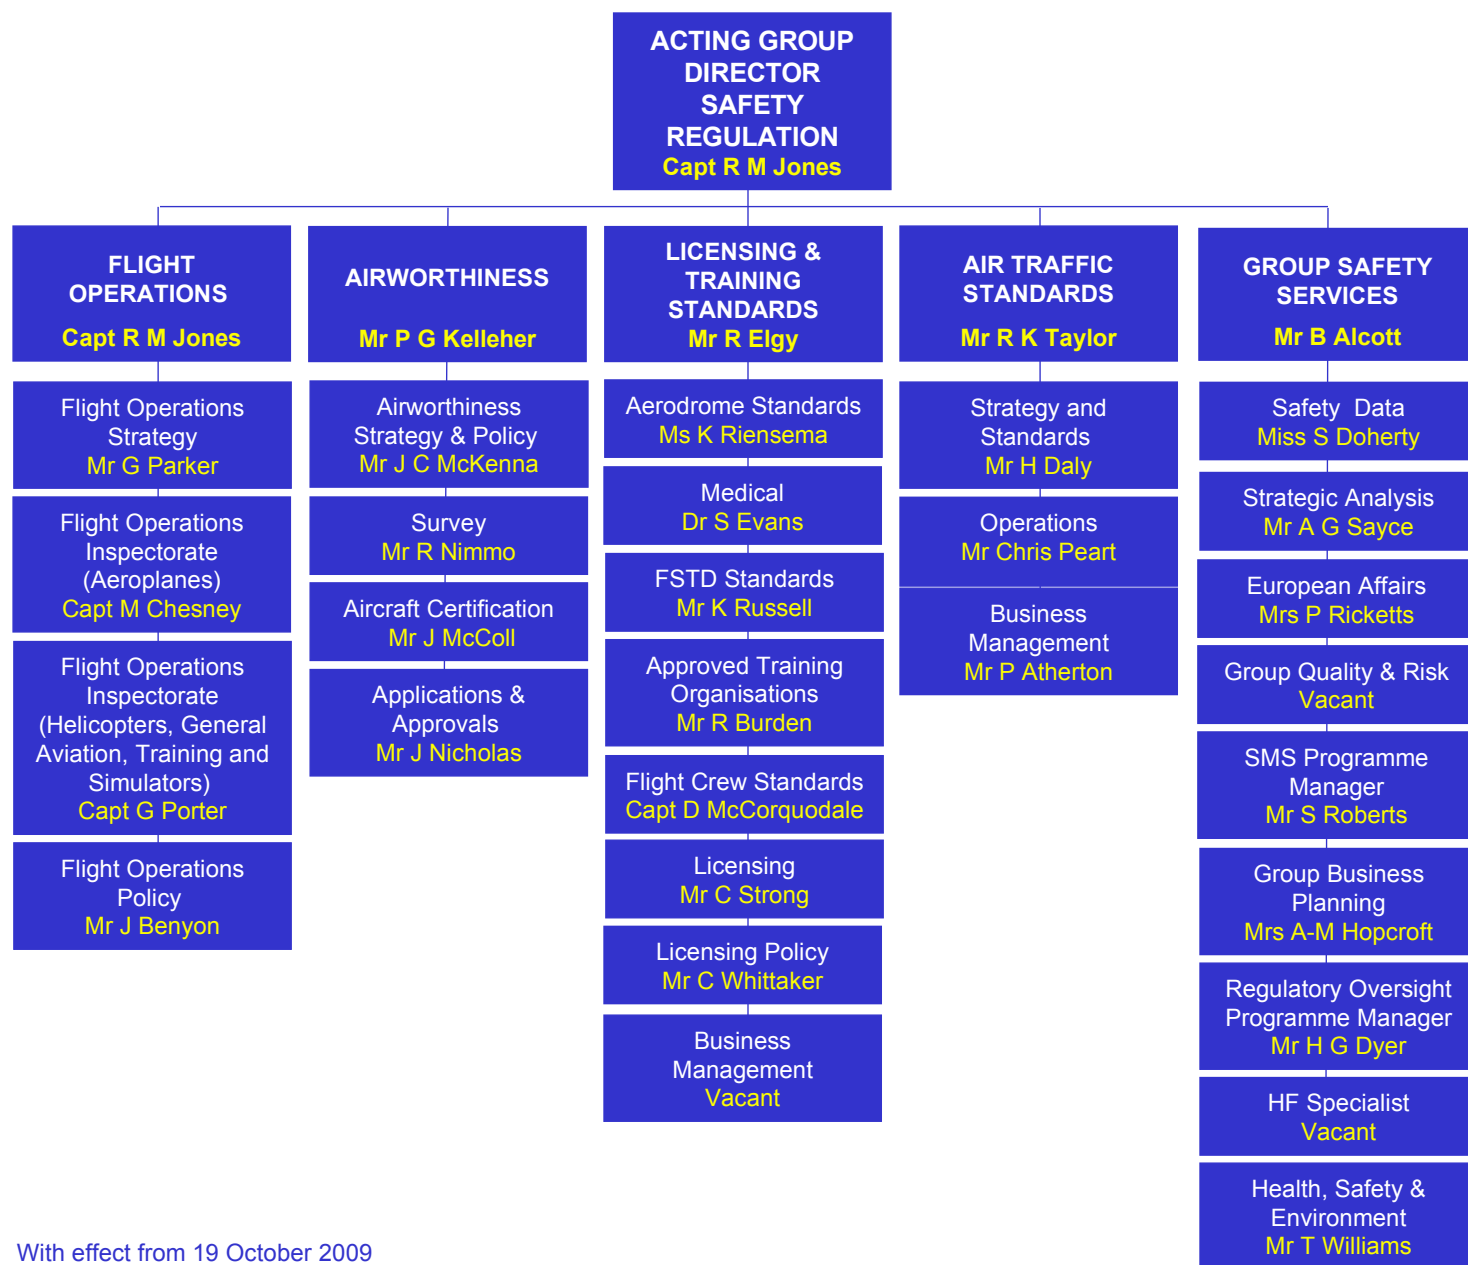 ACTING GROUP
DIRECTOR
SAFETY
REGULATION
Capt R M Jones
FLIGHT
OPERATIONS
Capt R M Jones
Flight Operations
Strategy
Mr G Parker
Flight Operations
Inspectorate
(Aeroplanes)
Capt M Chesney
Flight Operations
Inspectorate
(Helicopters, General
Aviation, Training and
Simulators)
Capt G Porter
Flight Operations
Policy
Mr J Benyon
AIRWORTHINESS
Mr P G Kelleher
Airworthiness
Strategy & Policy
Mr J C McKenna
Survey
Mr R Nimmo
Aircraft Certification
Mr J McColl
Applications &
Approvals
Mr J Nicholas
LICENSING &
TRAINING
STANDARDS
Mr R Elgy
Aerodrome Standards
Ms K Riensema
Medical
Dr S Evans
FSTD Standards
Mr K Russell
Approved Training
Organisations
Mr R Burden
Flight Crew Standards
Capt D McCorquodale
Licensing
Mr C Strong
Licensing Policy
Mr C Whittaker
Business
Management
Vacant
AIR TRAFFIC
STANDARDS
Mr R K Taylor
Strategy and
Standards
Mr H Daly
Operations
Mr Chris Peart
Business
Management
Mr P Atherton
GROUP SAFETY
SERVICES
Mr B Alcott
Safety  Data
Miss S Doherty
Strategic Analysis
Mr A G Sayce
European Affairs
Mrs P Ricketts
Group Quality & Risk
Vacant
SMS Programme
Manager
Mr S Roberts
Group Business
Planning
Mrs A-M Hopcroft
Regulatory Oversight
Programme Manager
Mr H G Dyer
HF Specialist
Vacant
Health, Safety &
Environment
Mr T Williams
With effect from 19 October 2009